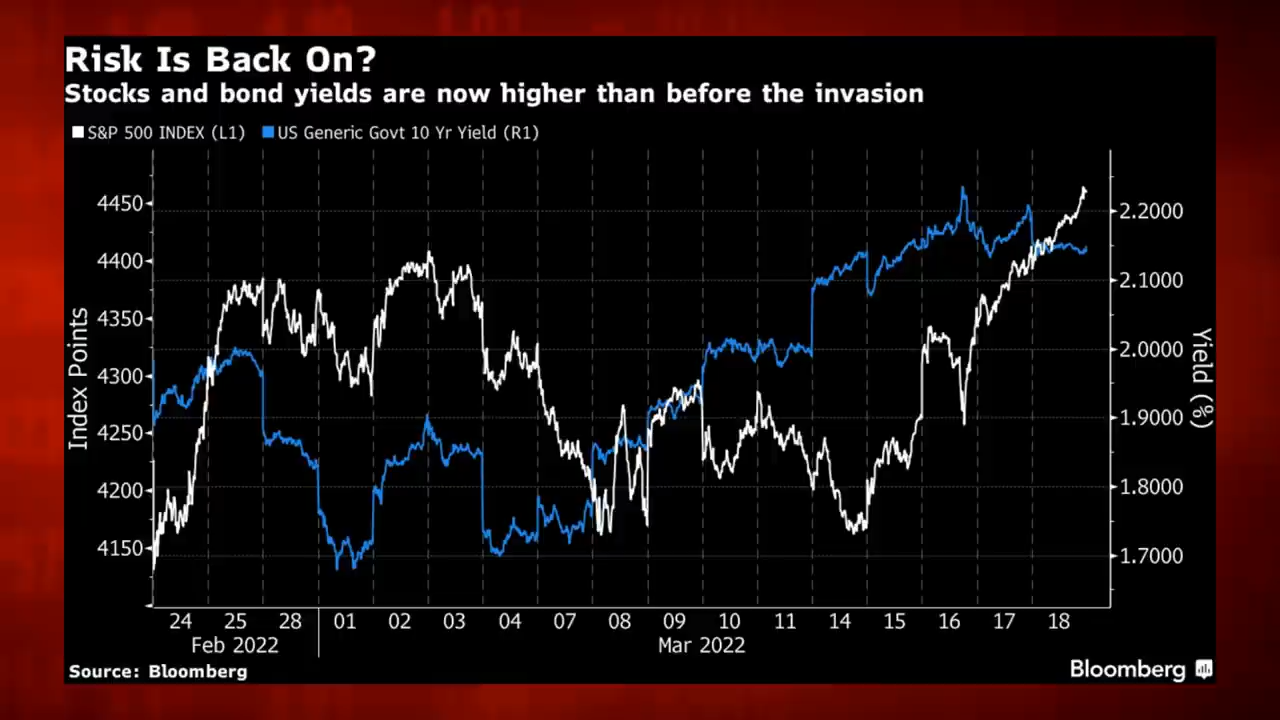 Risk Is Back On?
Stocks and bond yields are now higher than before the invasion
S&P 500 INDEX (L1) US Generic Govt 10 Yr Yield (R1)
Index Points
4450
4400
4350
4300
4250
4200
4150
2.2000
2.1000
2.0000
1.9000
1.8000
1.7000
Yield (%)
24 25 28 01 02 03 04 07 08 09 10 11 14 15 16 17 18
Feb 2022 Mar 2022
Source: Bloomberg
Bloomberg